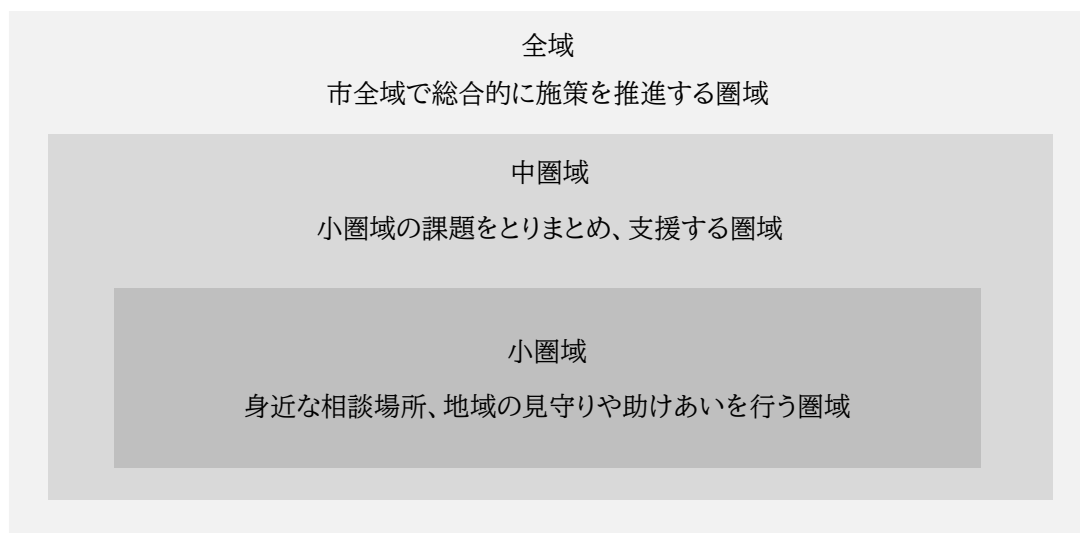 全域
市全域で総合的に施策を推進する圏域
中圏域
小圏域の課題をとりまとめ、支援する圏域
小圏域
身近な相談場所、地域の見守りや助けあいを行う圏域